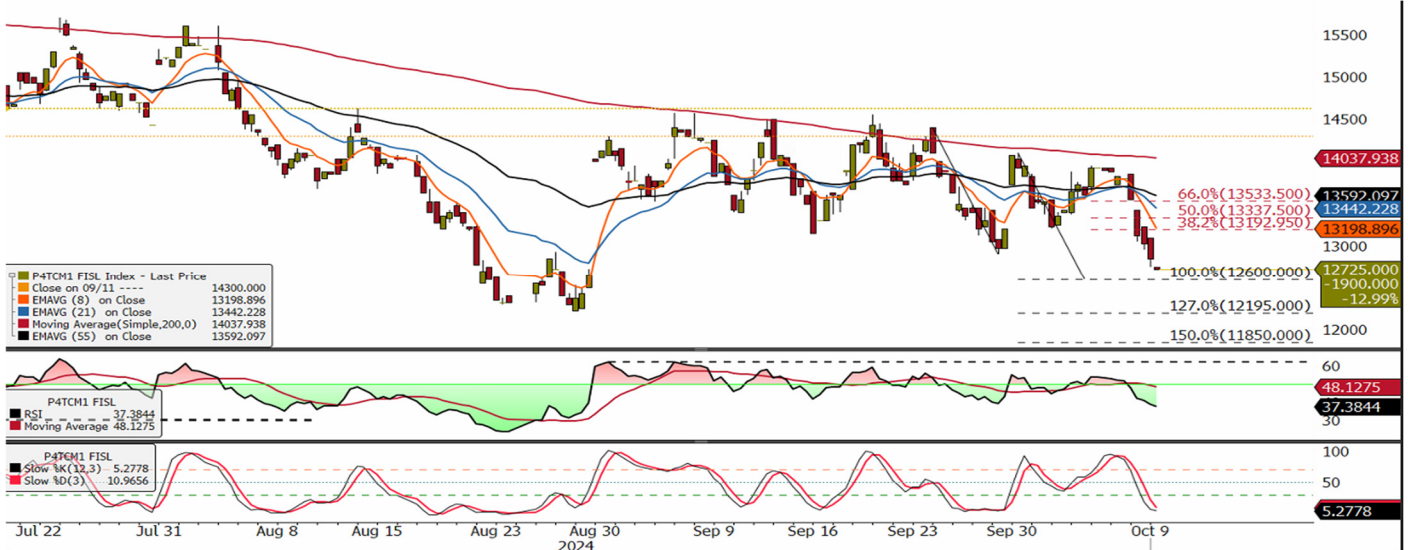 15500
15000
14500
14037.938
66.0%(13533.500)
13592.097
50.0%(13337.500)
13442.228
38.2%(13192.950)
13198.896
13000
100.0%(12600.000)
12725.000
-1900.000
-12.99%
127.0%(12195.000)
12000
150.0%(11850.000)
P4TCM1 FISL Index - Last Price
Close on 09/11 ---- 14300.000
EMAVG (8) on Close 13198.896
EMAVG (21) on Close 13442.228
Moving Average(Simple,200,0) 14037.938
EMAVG (55) on Close 13592.097
60
48.1275
37.3844
30
P4TCM1 FISL
RSI 37.3844
Moving Average 48.1275
100
50
5.2778
P4TCM1 FISL
Slow %K(12,3) 5.2778
Slow %D(3) 10.9656
Jul 22 Jul 31 Aug 8 Aug 15 Aug 23 Aug 30 Sep 9 Sep 16 Sep 23 Sep 30 Oct 9
2024